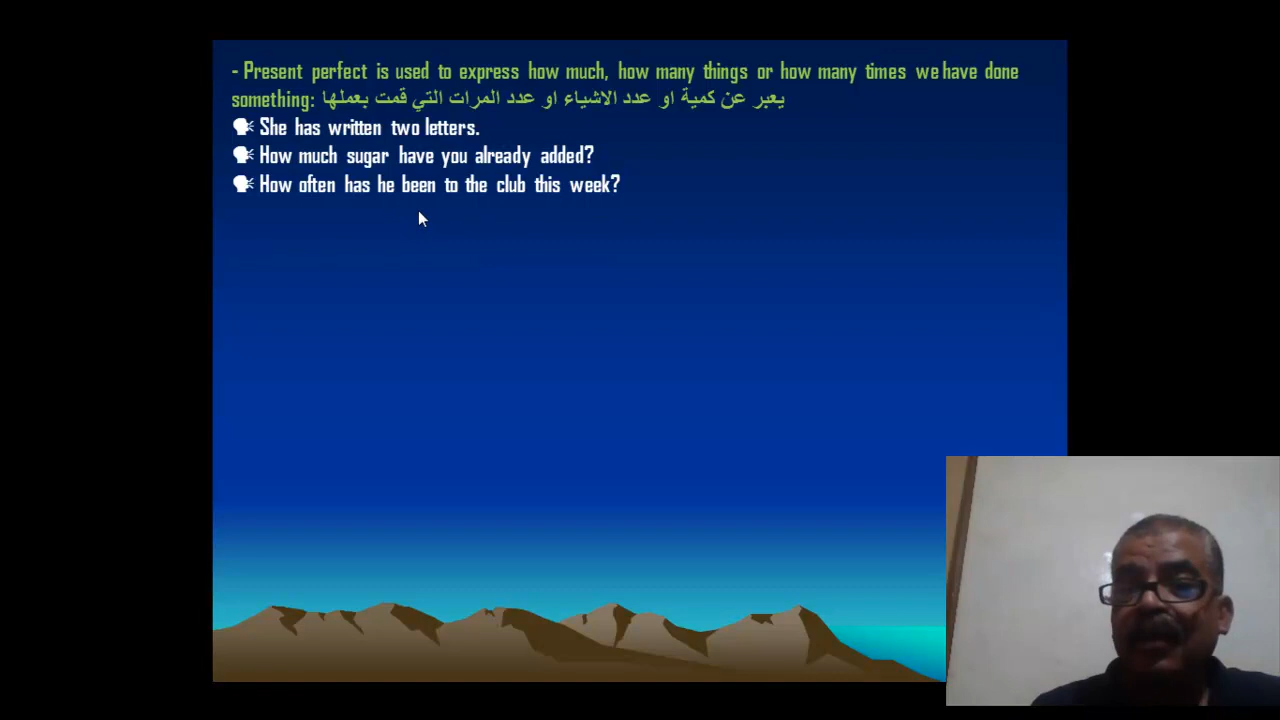 - Present perfect is used to express how much, how many things or how many times we have done
something: يعبر عن كمية او عدد الاشياء او عدد المرات التي قمت بعملها
She has written two letters.
How much sugar have you already added?
How often has he been to the club this week?